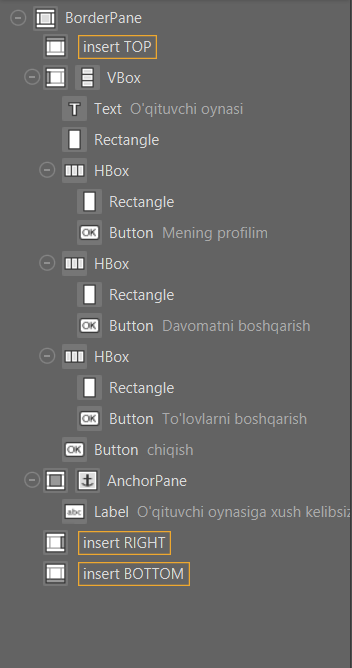 BorderPane
insert TOP
VBox
T Text O'qituvchi oynasi
Rectangle
HBox
Rectangle
OK Button Mening profilim
HBox
Rectangle
OK Button Davomatni boshqarish
HBox
Rectangle
OK Button To'lovlarni boshqarish
OK Button chiqish
AnchorPane
abc Label O'qituvchi oynasiga xush kelibsiz
insert RIGHT
insert BOTTOM